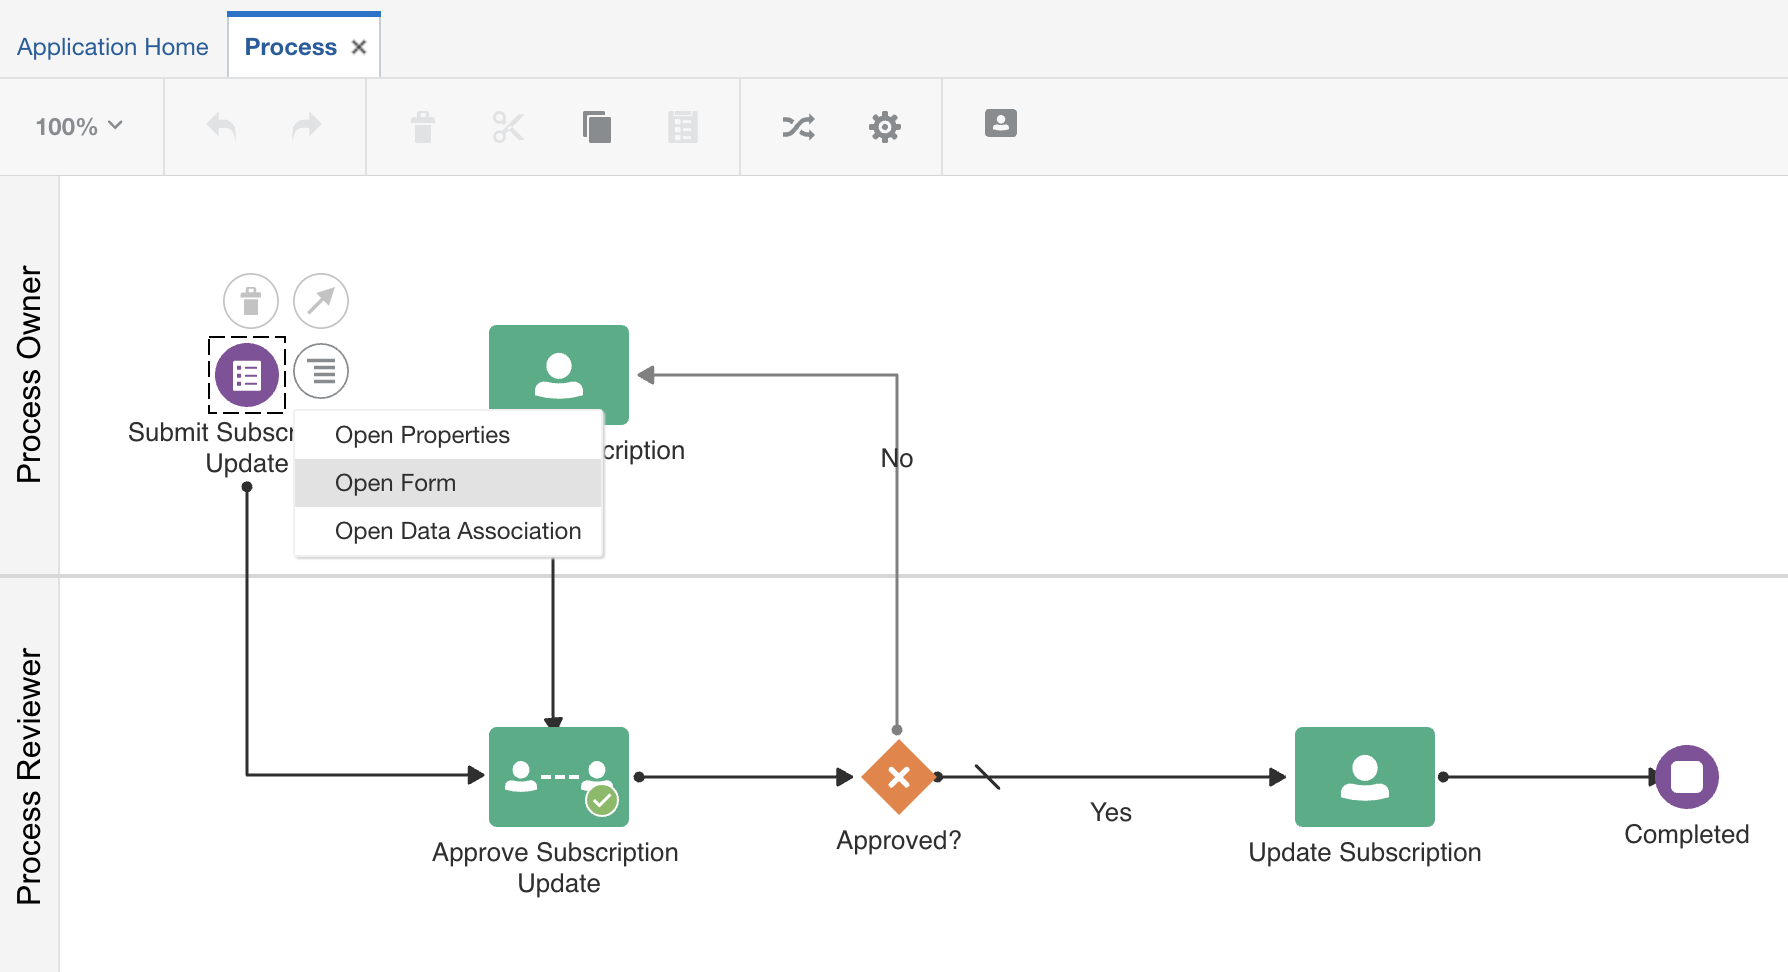 Application Home
Process
100%
Process Owner
Submit Subscr
Update
Open Properties
Open Form
Open Data Association
cription
No
Process Reviewer
Approve Subscription
Update
Approved?
Yes
Update Subscription
Completed